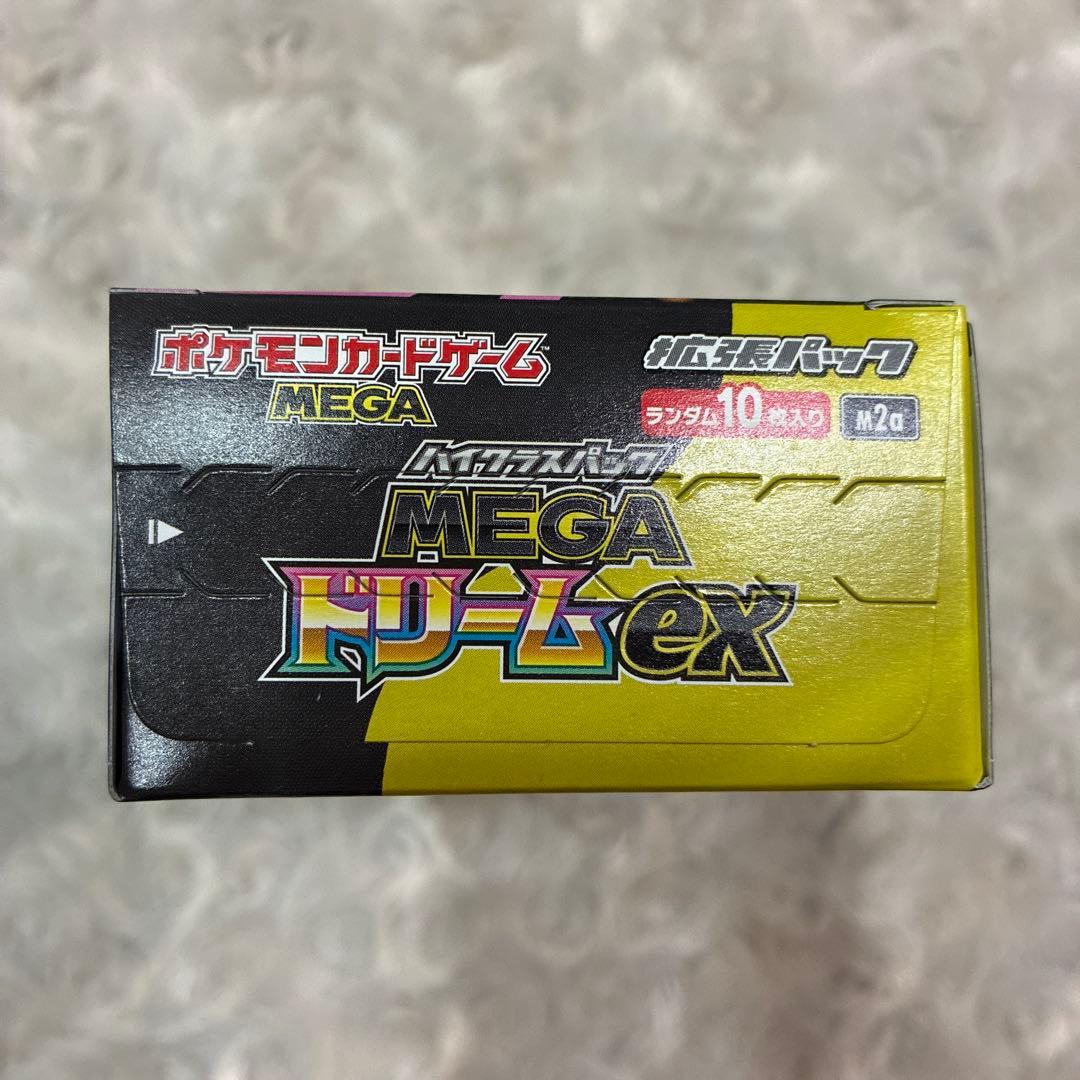 ポケモンカードゲーム™
MEGA
拡張パック
ランダム10枚入り
M2a
ハイクラスパック
MEGA
ドリームex